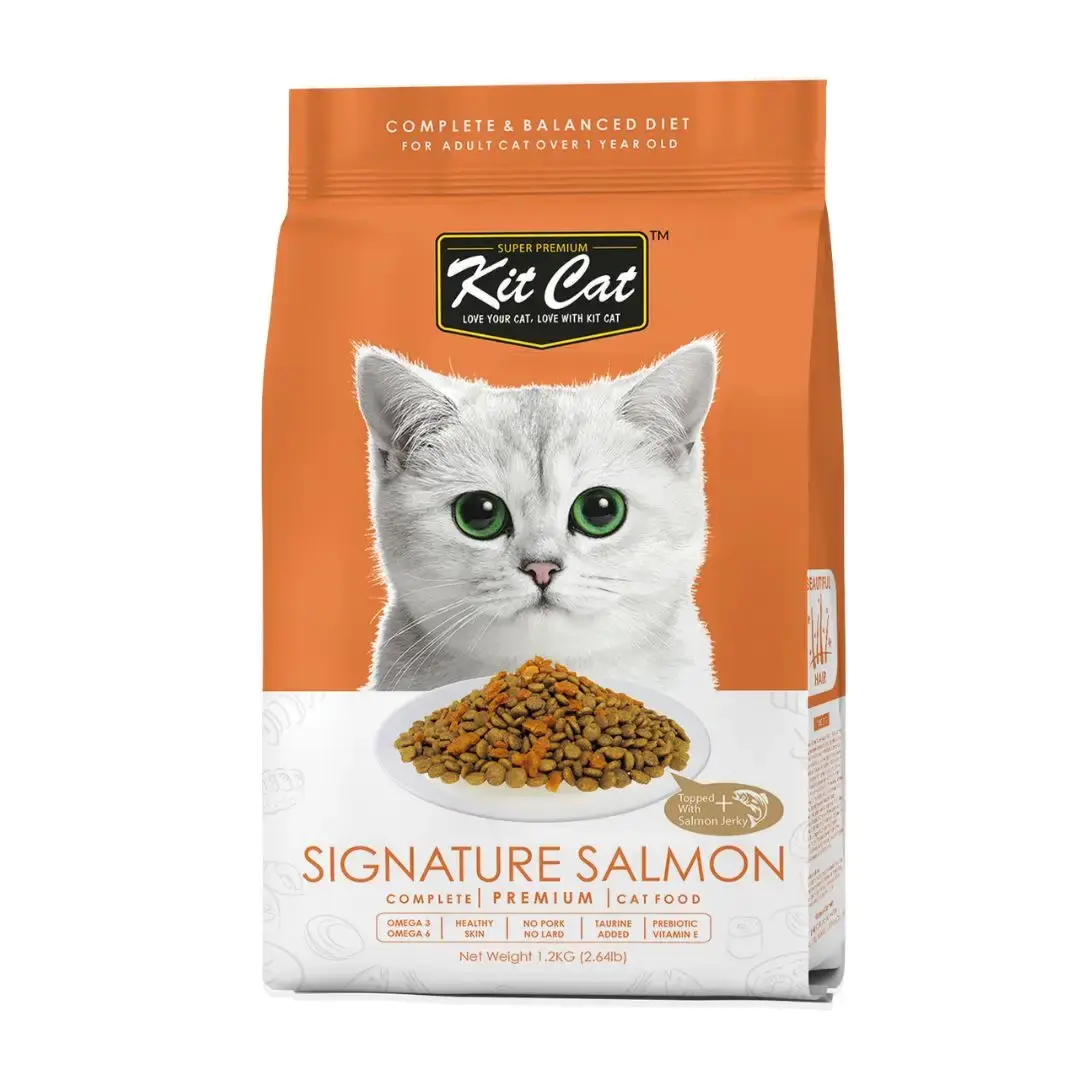 COMPLETE & BALANCED DIET
FOR ADULT CAT OVER 1 YEAR OLD
SUPER PREMIUM
TM
Kit Cat
LOVE YOUR CAT, LOVE WITH KIT CAT
BEAUTIFUL
HAIR
Topped
With
Salmon Jerky
+
SIGNATURE SALMON
COMPLETE | PREMIUM | CAT FOOD
OMEGA 3 | HEALTHY | NO PORK | TAURINE | PREBIOTIC
OMEGA 6 | SKIN | NO LARD | ADDED | VITAMIN E
Net Weight 1.2KG (2.64lb)